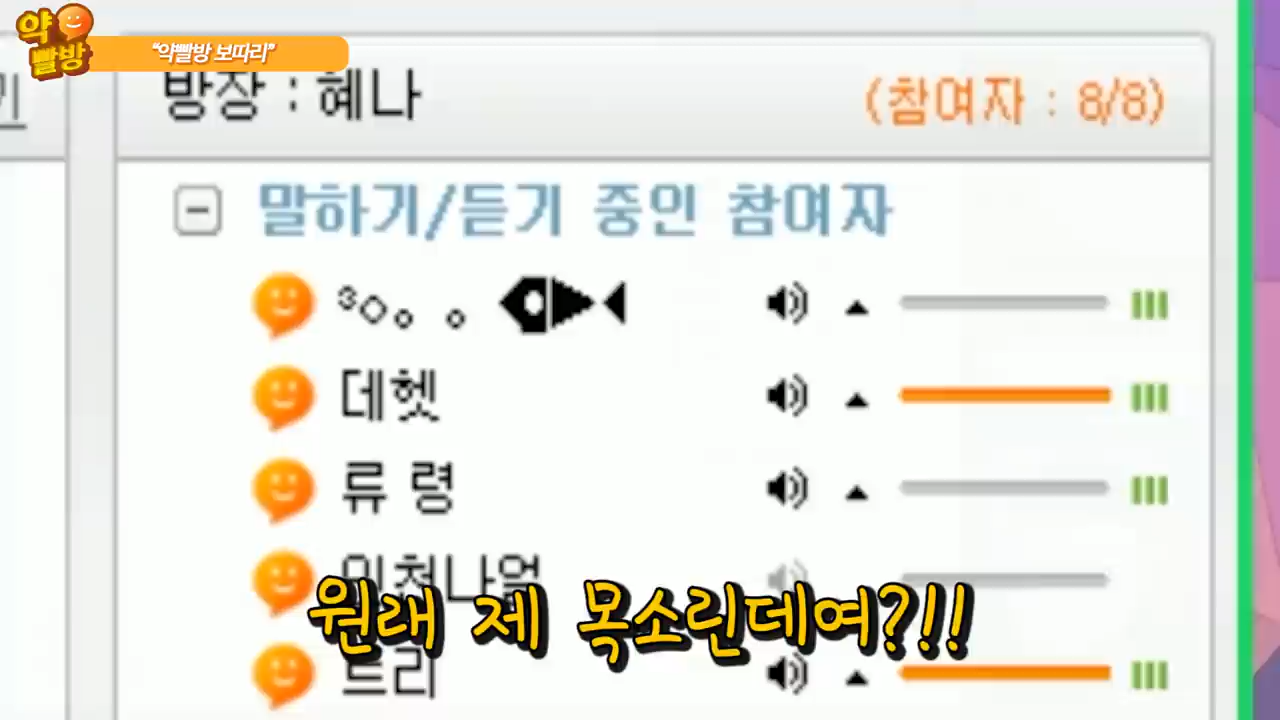 약빨방
"약빨방 보따리"
방장 : 혜나
(참여자 : 8/8)
말하기/듣기 중인 참여자
데헷
류 령
원래 제 목소린데여?!!
트리